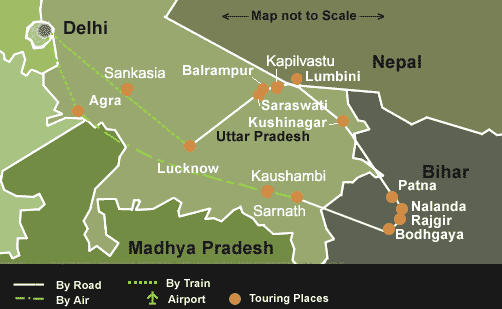 Map not to Scale
Delhi
Nepal
Kapilvastu
Balrampur
Lumbini
Sankasia
Agra
Saraswati
Kushinagar
Uttar Pradesh
Lucknow
Kaushambi
Bihar
Patna
Sarnath
Nalanda
Rajgir
Bodhgaya
Madhya Pradesh
By Road
By Train
By Air
Airport
Touring Places